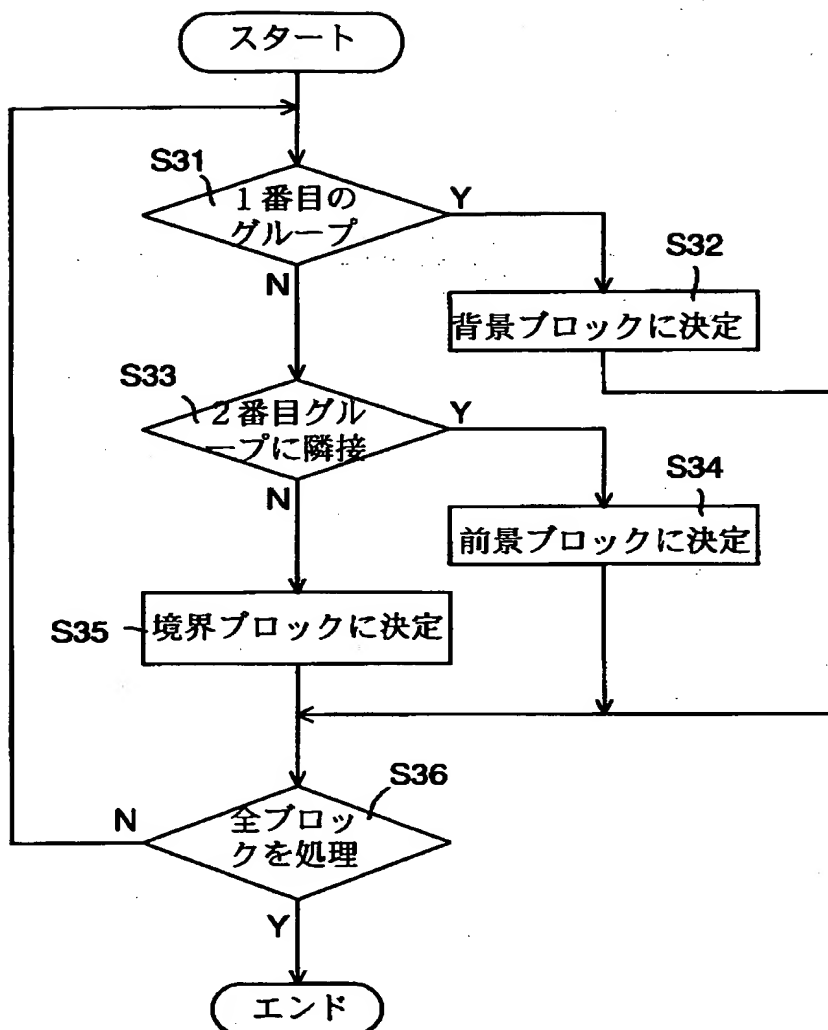 スタート
S31
1番目の
グループ
Y
N
S32
背景ブロックに決定
S33
2番目グル
ープに隣接
Y
N
S34
前景ブロックに決定
S35
境界ブロックに決定
S36
全ブロッ
クを処理
N
Y
エンド